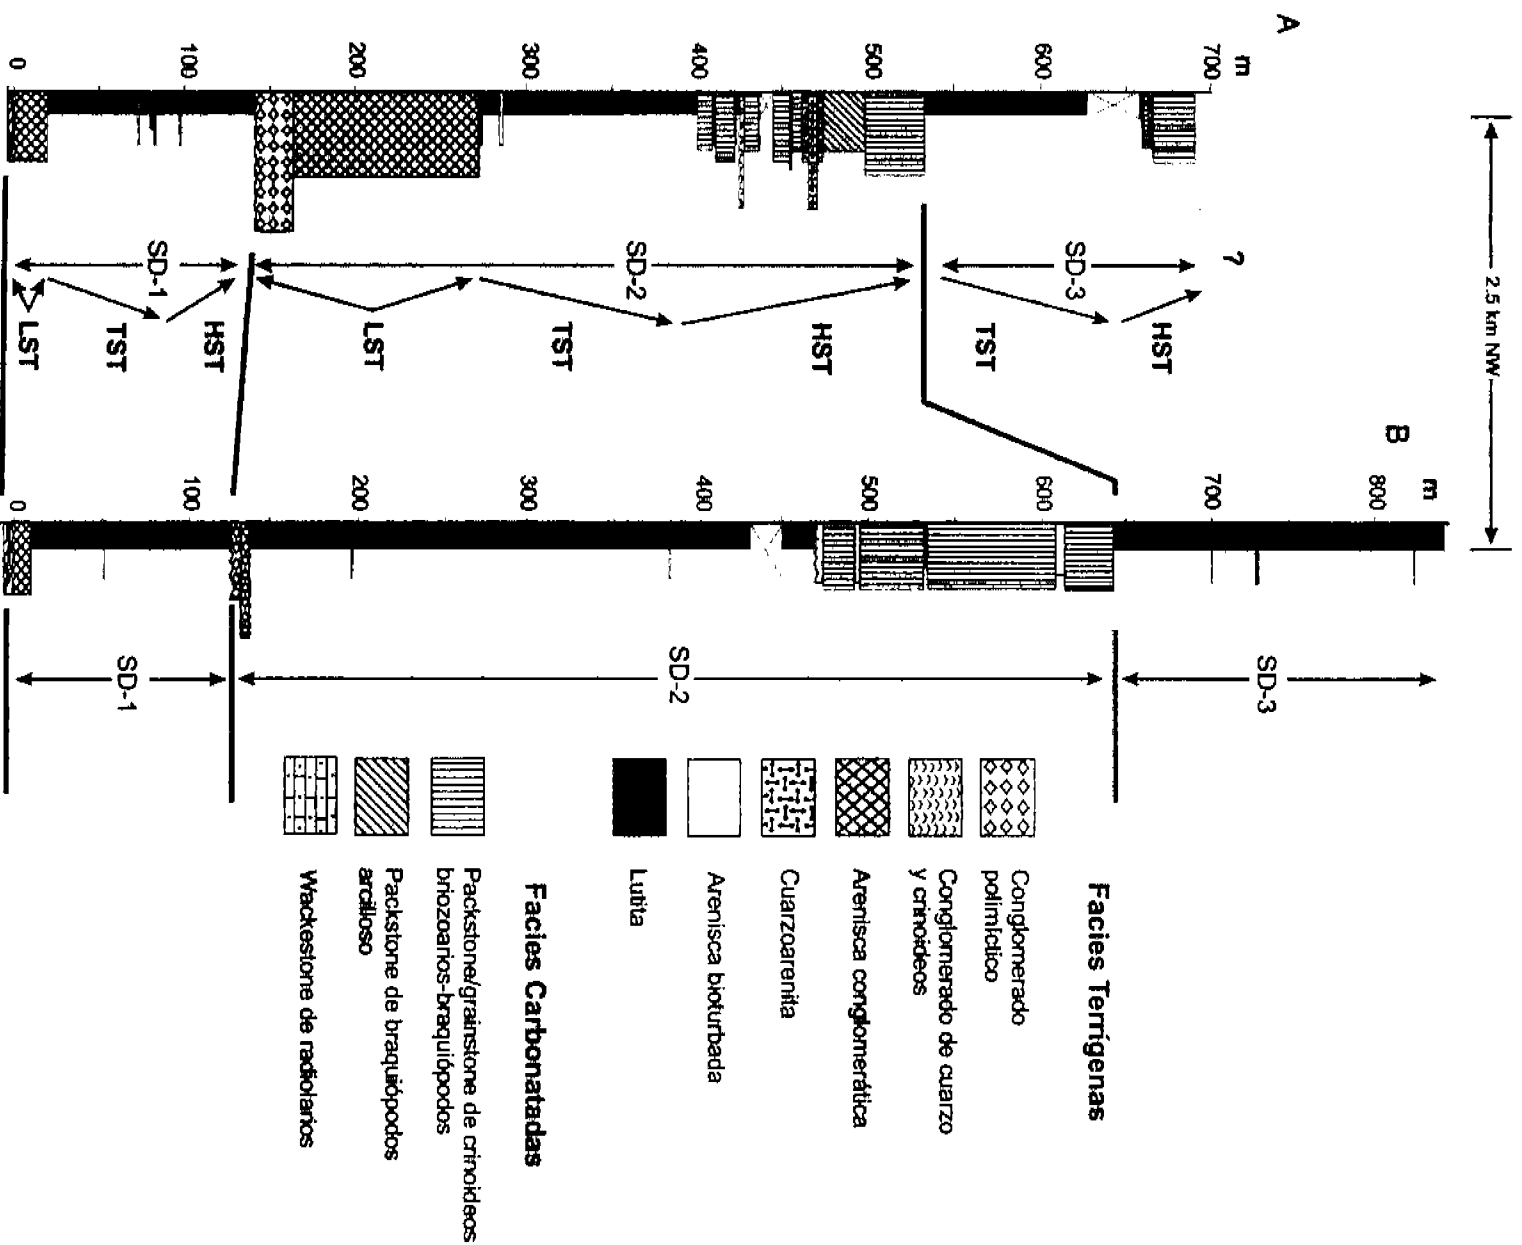 A
m
700
600
500
400
300
200
100
0
?
SD-3
SD-2
SD-1
HST
TST
HST
TST
LST
HST
TST
LST
2.5 km NW
B
m
800
700
600
500
400
300
200
100
0
SD-3
SD-2
SD-1
Facies Terrígenas
Conglomerado
polimíctico
Conglomerado de cuarzo
y crinoideos
Arenisca conglomerática
Cuarzoarenita
Arenisca bioturbada
Lutita
Facies Carbonatadas
Packstone/grainstone de crinoideos
briozoarios-braquiópodos
Packstone de braquiópodos
arcilloso
Wackestone de radiolarios